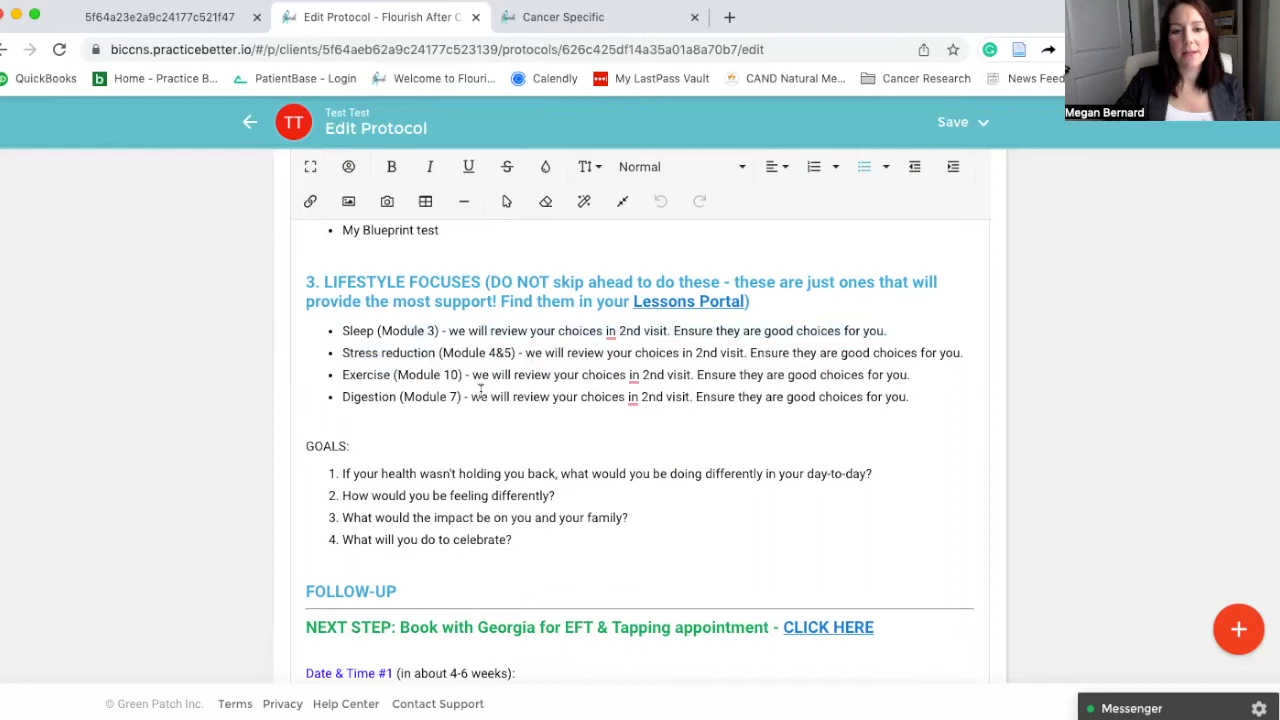 5f64a23e2a9c24177c521f47
Edit Protocol - Flourish After C
Cancer Specific
biccns.practicebetter.io/#/p/clients/5f64aeb62a9c24177c523139/protocols/626c425df14a35a01a8a70b7/edit
QuickBooks
Home - Practice B...
PatientBase - Login
Welcome to Flouri...
Calendly
My LastPass Vault
CAND Natural Me...
Cancer Research
News Feed
Megan Bernard
TT
Test Test
Edit Protocol
Save
Normal
• My Blueprint test
3. LIFESTYLE FOCUSES (DO NOT skip ahead to do these - these are just ones that will
provide the most support! Find them in your Lessons Portal)
• Sleep (Module 3) - we will review your choices in 2nd visit. Ensure they are good choices for you.
• Stress reduction (Module 4&5) - we will review your choices in 2nd visit. Ensure they are good choices for you.
• Exercise (Module 10) - we will review your choices in 2nd visit. Ensure they are good choices for you.
• Digestion (Module 7) - we will review your choices in 2nd visit. Ensure they are good choices for you.
GOALS:
1. If your health wasn't holding you back, what would you be doing differently in your day-to-day?
2. How would you be feeling differently?
3. What would the impact be on you and your family?
4. What will you do to celebrate?
FOLLOW-UP
NEXT STEP: Book with Georgia for EFT & Tapping appointment - CLICK HERE
Date & Time #1 (in about 4-6 weeks):
© Green Patch Inc.
Terms
Privacy
Help Center
Contact Support
Messenger